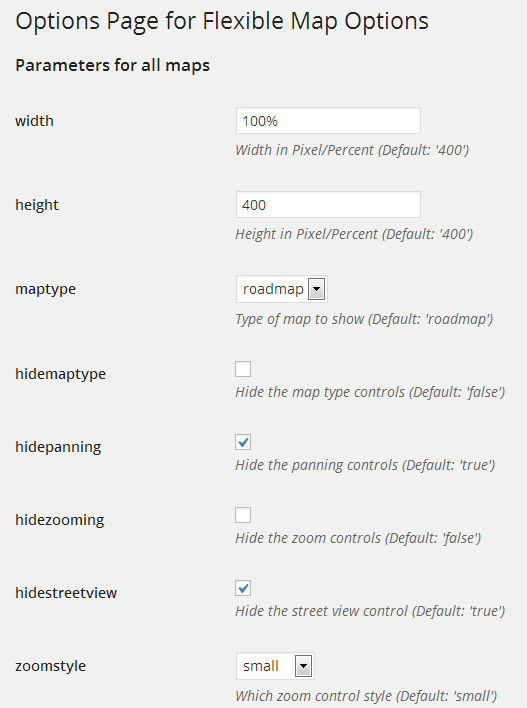 Options Page for Flexible Map Options
Parameters for all maps
width
100%
Width in Pixel/Percent (Default: '400')
height
400
Height in Pixel/Percent (Default: '400')
maptype
roadmap
Type of map to show (Default: 'roadmap')
hidemaptype
Hide the map type controls (Default: 'false')
hidepanning
Hide the panning controls (Default: 'true')
hidezooming
Hide the zoom controls (Default: 'false')
hidestreetview
Hide the street view control (Default: 'true')
zoomstyle
small
Which zoom control style (Default: 'small')